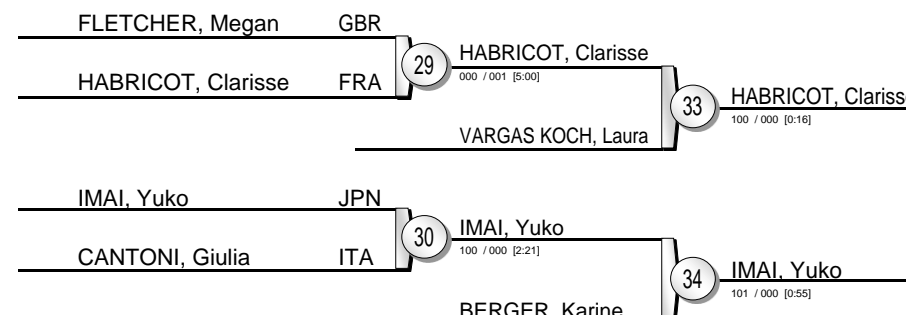 FLETCHER, Megan GBR
29
HABRICOT, Clarisse
000 / 001 [5:00]
HABRICOT, Clarisse FRA
33
HABRICOT, Clariss
100 / 000 [0:16]
VARGAS KOCH, Laura
IMAI, Yuko JPN
30
IMAI, Yuko
100 / 000 [2:21]
CANTONI, Giulia ITA
34
IMAI, Yuko
101 / 000 [0:55]
BERGER, Karine